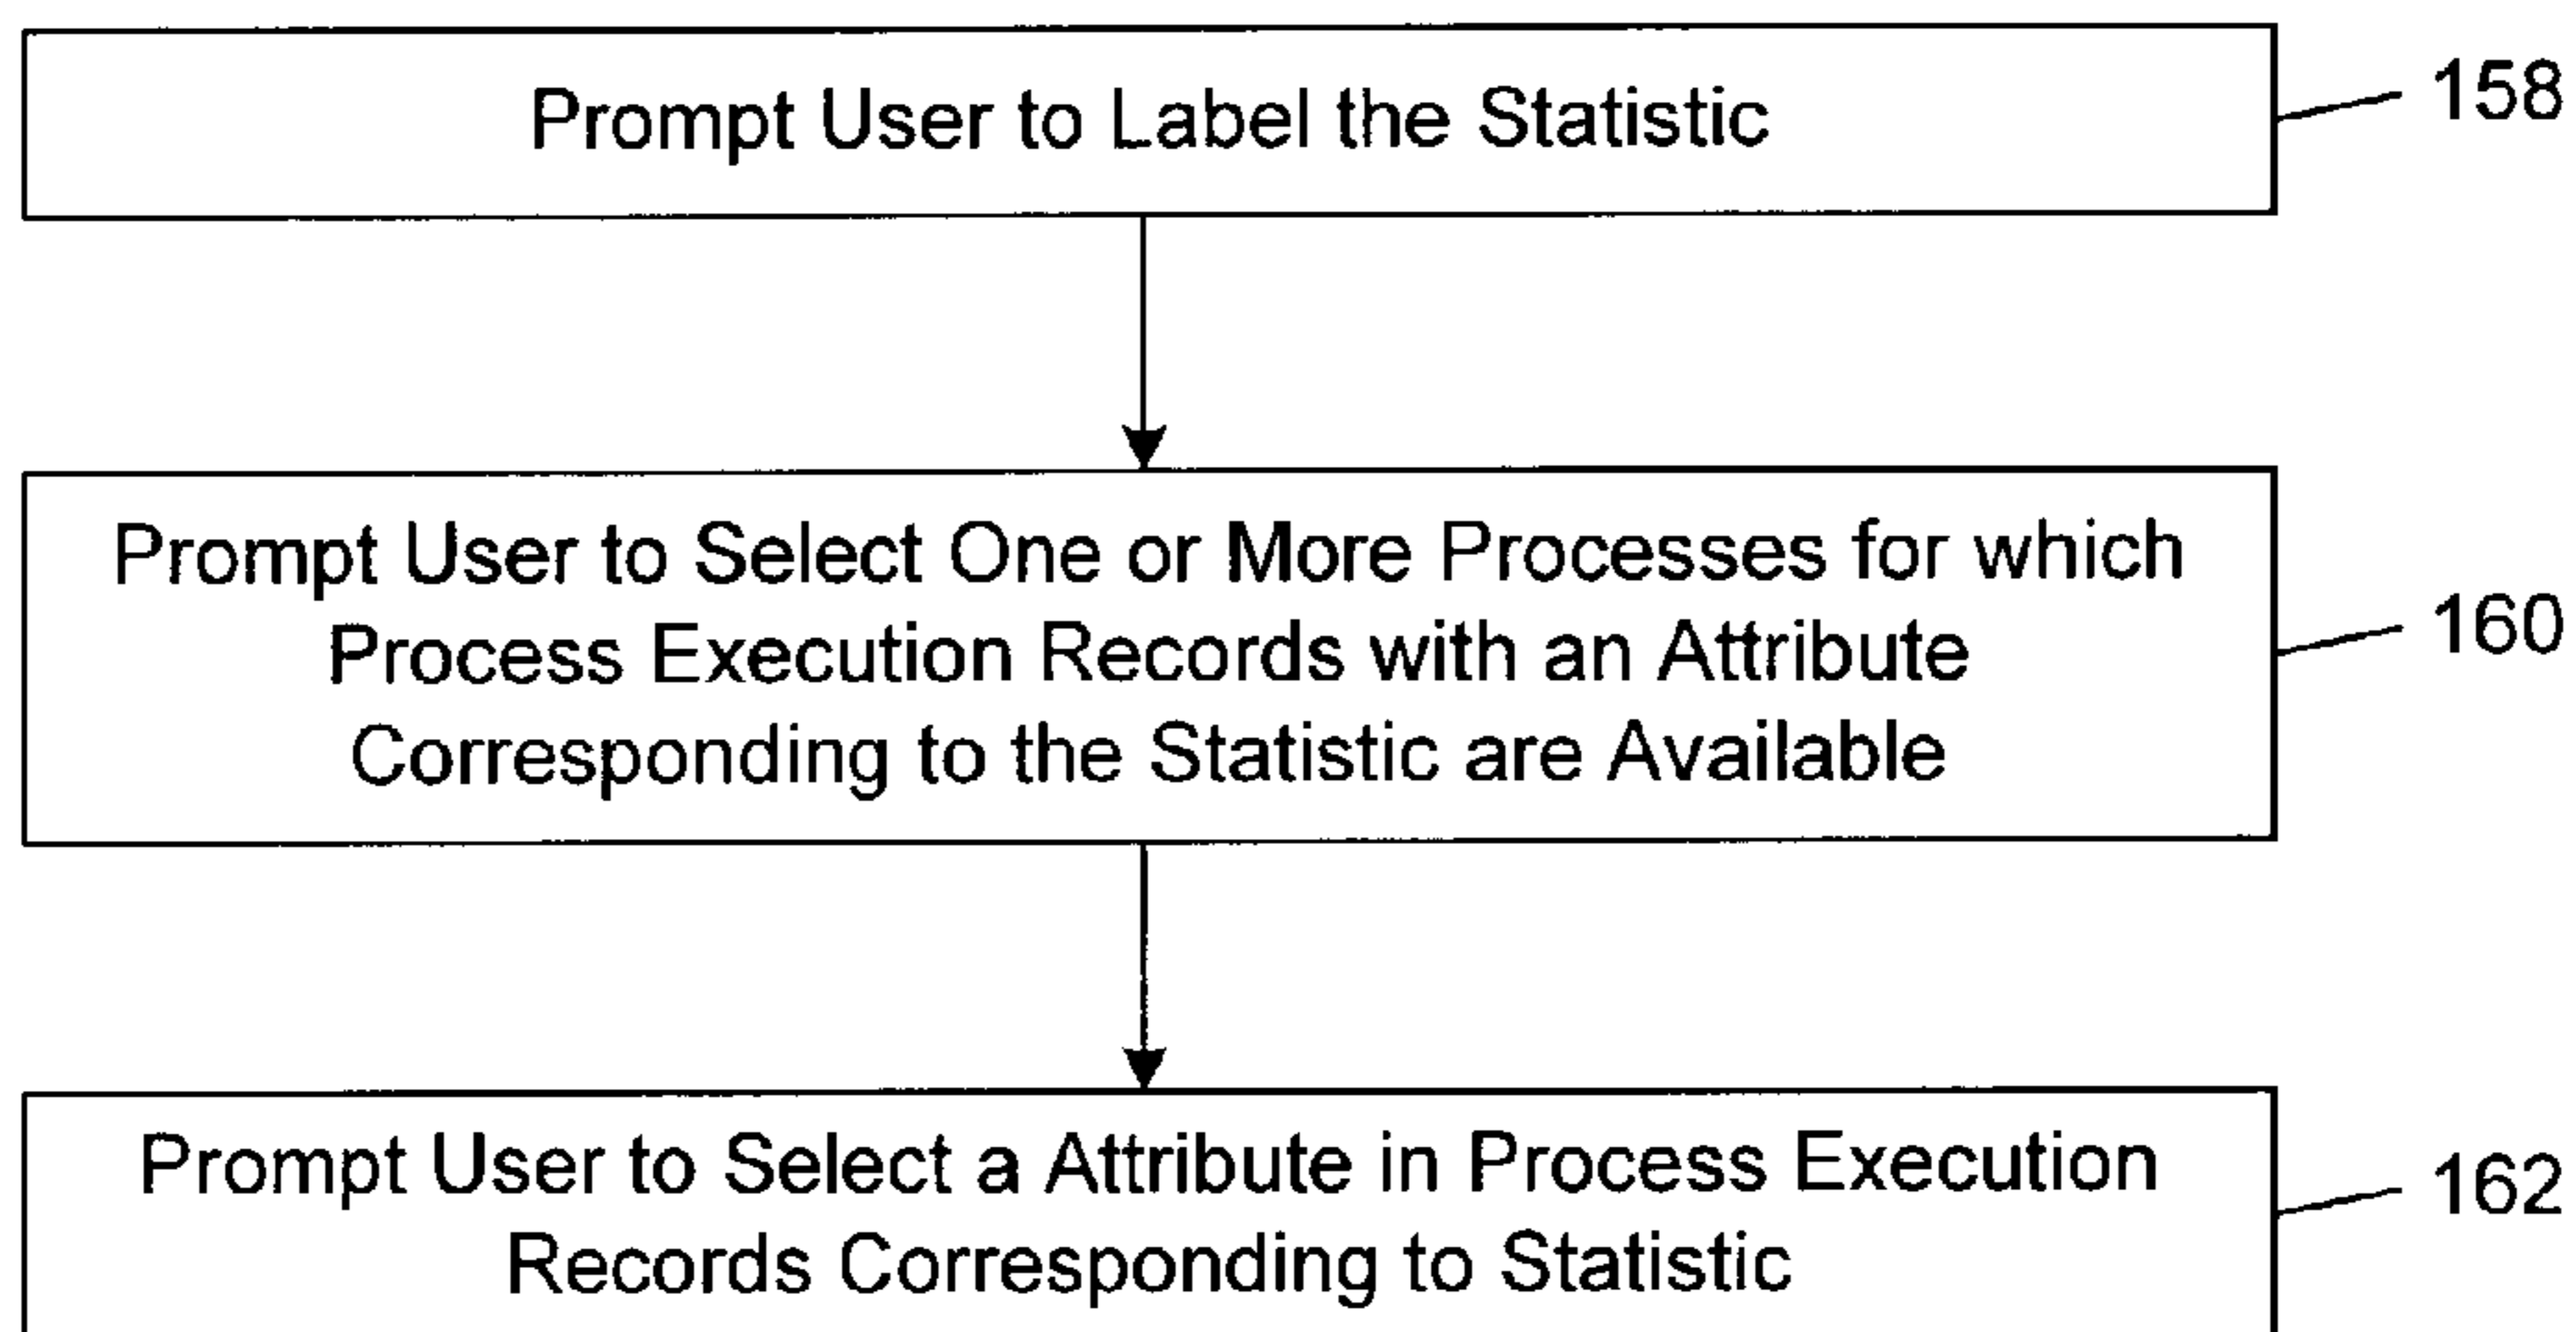 Prompt User to Label the Statistic
158
Prompt User to Select One or More Processes for which
Process Execution Records with an Attribute
Corresponding to the Statistic are Available
160
Prompt User to Select a Attribute in Process Execution
Records Corresponding to Statistic
162